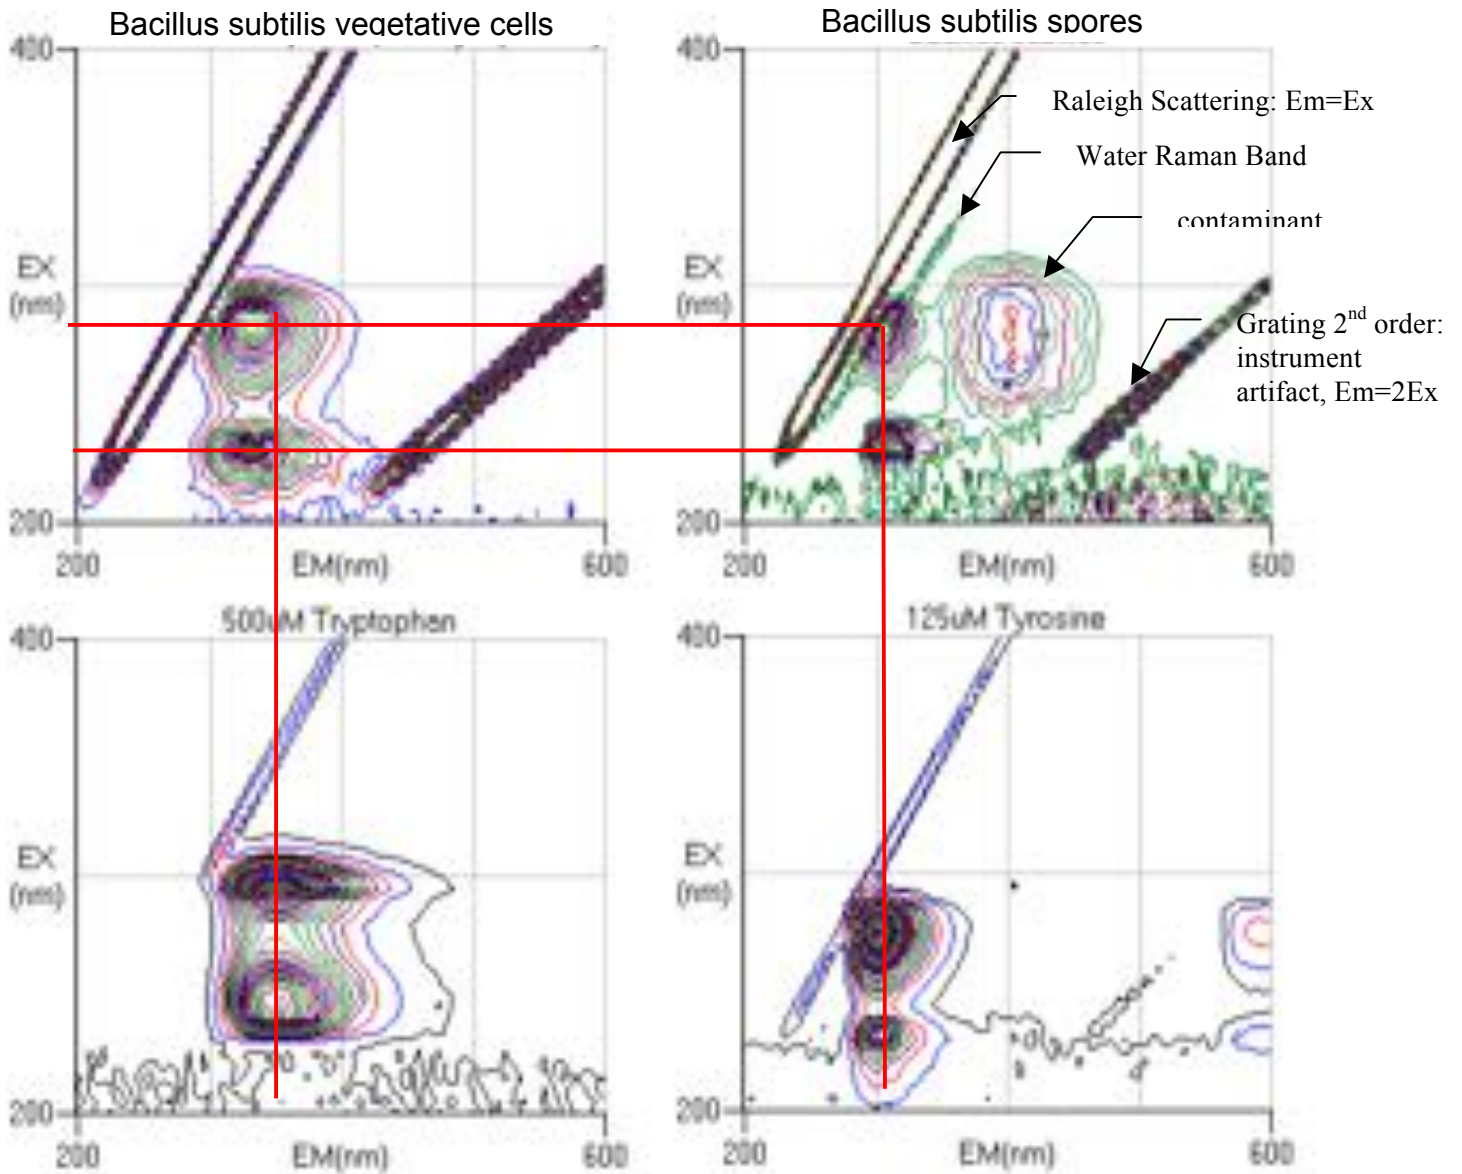 Bacillus subtilis vegetative cells
Bacillus subtilis spores
400
EX
(nm)
200
200
EM(nm)
600
400
Raleigh Scattering: Em=Ex
Water Raman Band
contaminant
Grating 2nd order:
instrument
artifact, Em=2Ex
EX
(nm)
200
200
EM(nm)
600
500uM Tryptophan
400
EX
(nm)
200
200
EM(nm)
600
125uM Tyrosine
400
EX
(nm)
200
200
EM(nm)
600